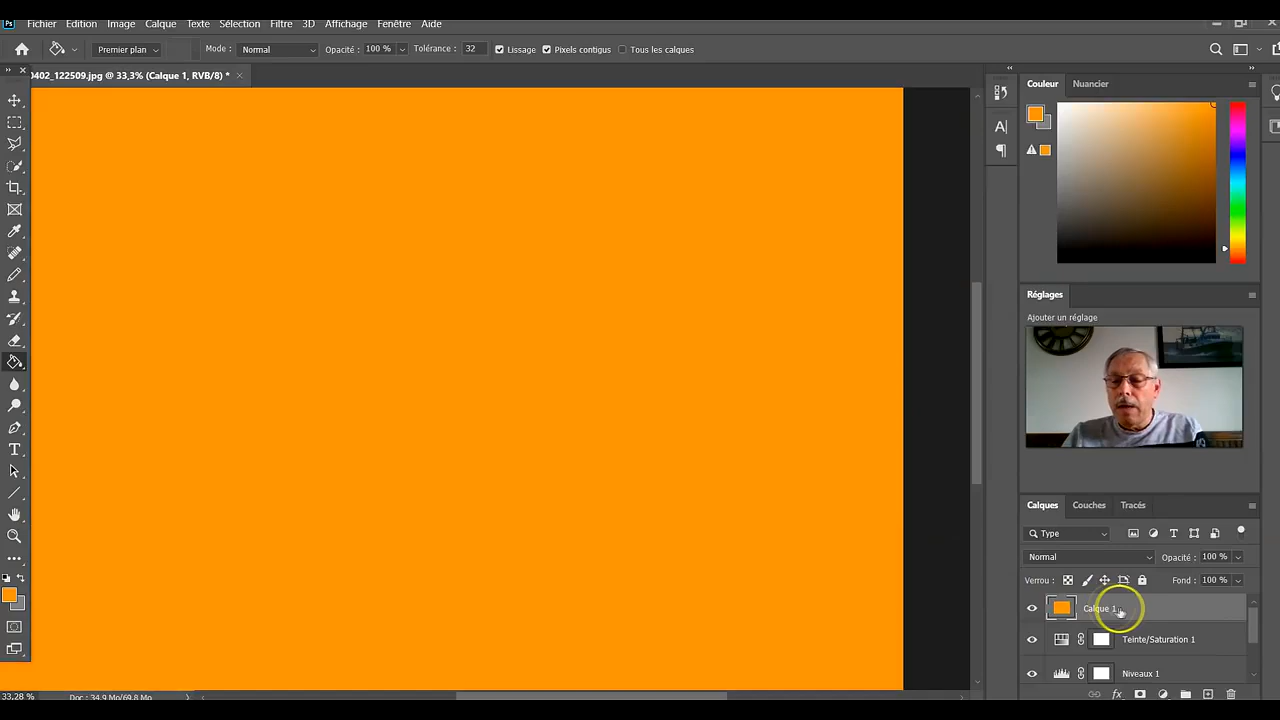 Ps Fichier Edition Image Calque Texte Sélection Filtre 3D Affichage Fenêtre Aide
Premier plan Mode : Normal Opacité : 100 % Tolérance : 32 Lissage Pixels contigus Tous les calques
0402_122509.jpg @ 33,3% (Calque 1, RVB/8) *
Couleur Nuancier
Réglages
Ajouter un réglage
Calques Couches Tracés
Type
Normal Opacité : 100 %
Verrou : Fond : 100 %
Calque 1
Teinte/Saturation 1
Niveaux 1
33,28 % Doc : 34,9 Mo/69,8 Mo